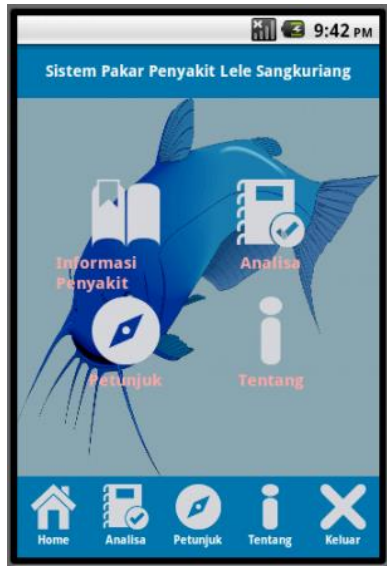 9:42 PM
Sistem Pakar Penyakit Lele Sangkuriang
Informasi
Penyakit
Analisa
Petunjuk
Tentang
Home
Analisa
Petunjuk
Tentang
Keluar